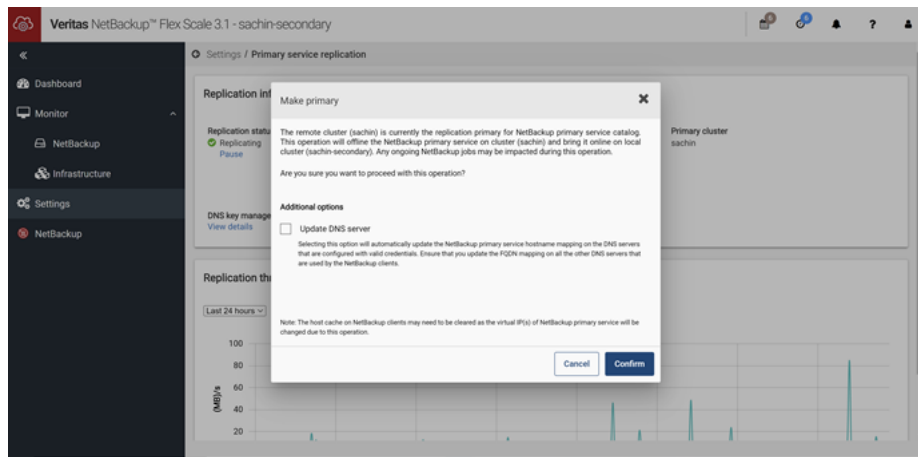 Veritas NetBackup™ Flex Scale 3.1 - sachin-secondary
?
«
Dashboard
Monitor
NetBackup
Infrastructure
Settings
NetBackup
Settings / Primary service replication
Replication inf
Replication statu
Replicating
Pause
Primary cluster
sachin
DNS key manage
View details
Make primary
The remote cluster (sachin) is currently the replication primary for NetBackup primary service catalog.
This operation will offline the NetBackup primary service on cluster (sachin) and bring it online on local
cluster (sachin-secondary). Any ongoing NetBackup jobs may be impacted during this operation.
Are you sure you want to proceed with this operation?
Additional options
Update DNS server
Selecting this option will automatically update the NetBackup primary service hostname mapping on the DNS servers
that are configured with valid credentials. Ensure that you update the FQDN mapping on all the other DNS servers that
are used by the NetBackup clients.
Note: The host cache on NetBackup clients may need to be cleared as the virtual IP(s) of NetBackup primary service will be
changed due to this operation.
Cancel
Confirm
Replication th
Last 24 hours
(MB)/s
100
80
60
40
20